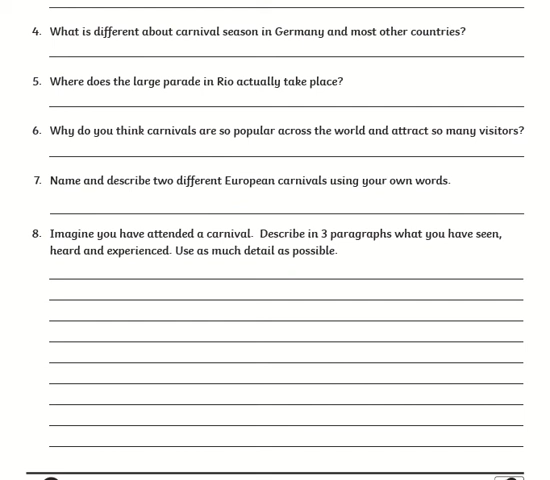 4. What is different about carnival season in Germany and most other countries?
5. Where does the large parade in Rio actually take place?
6. Why do you think carnivals are so popular across the world and attract so many visitors?
7. Name and describe two different European carnivals using your own words.
8. Imagine you have attended a carnival. Describe in 3 paragraphs what you have seen,
heard and experienced. Use as much detail as possible.